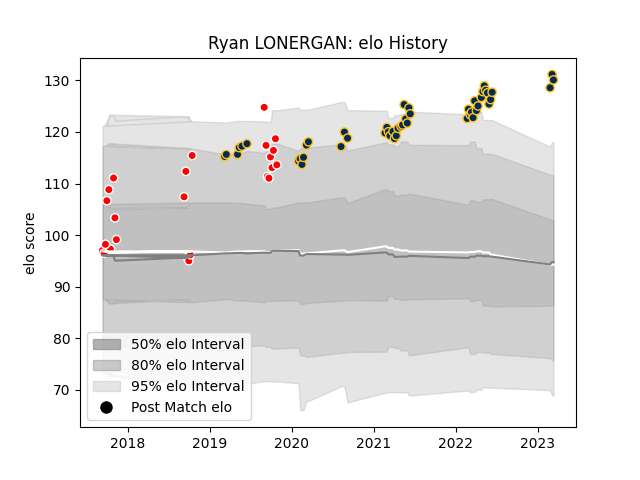 Ryan LONERGAN: elo History
elo score
130
120
110
100
90
80
70
50% elo Interval
80% elo Interval
95% elo Interval
Post Match elo
2018 2019 2020 2021 2022 2023